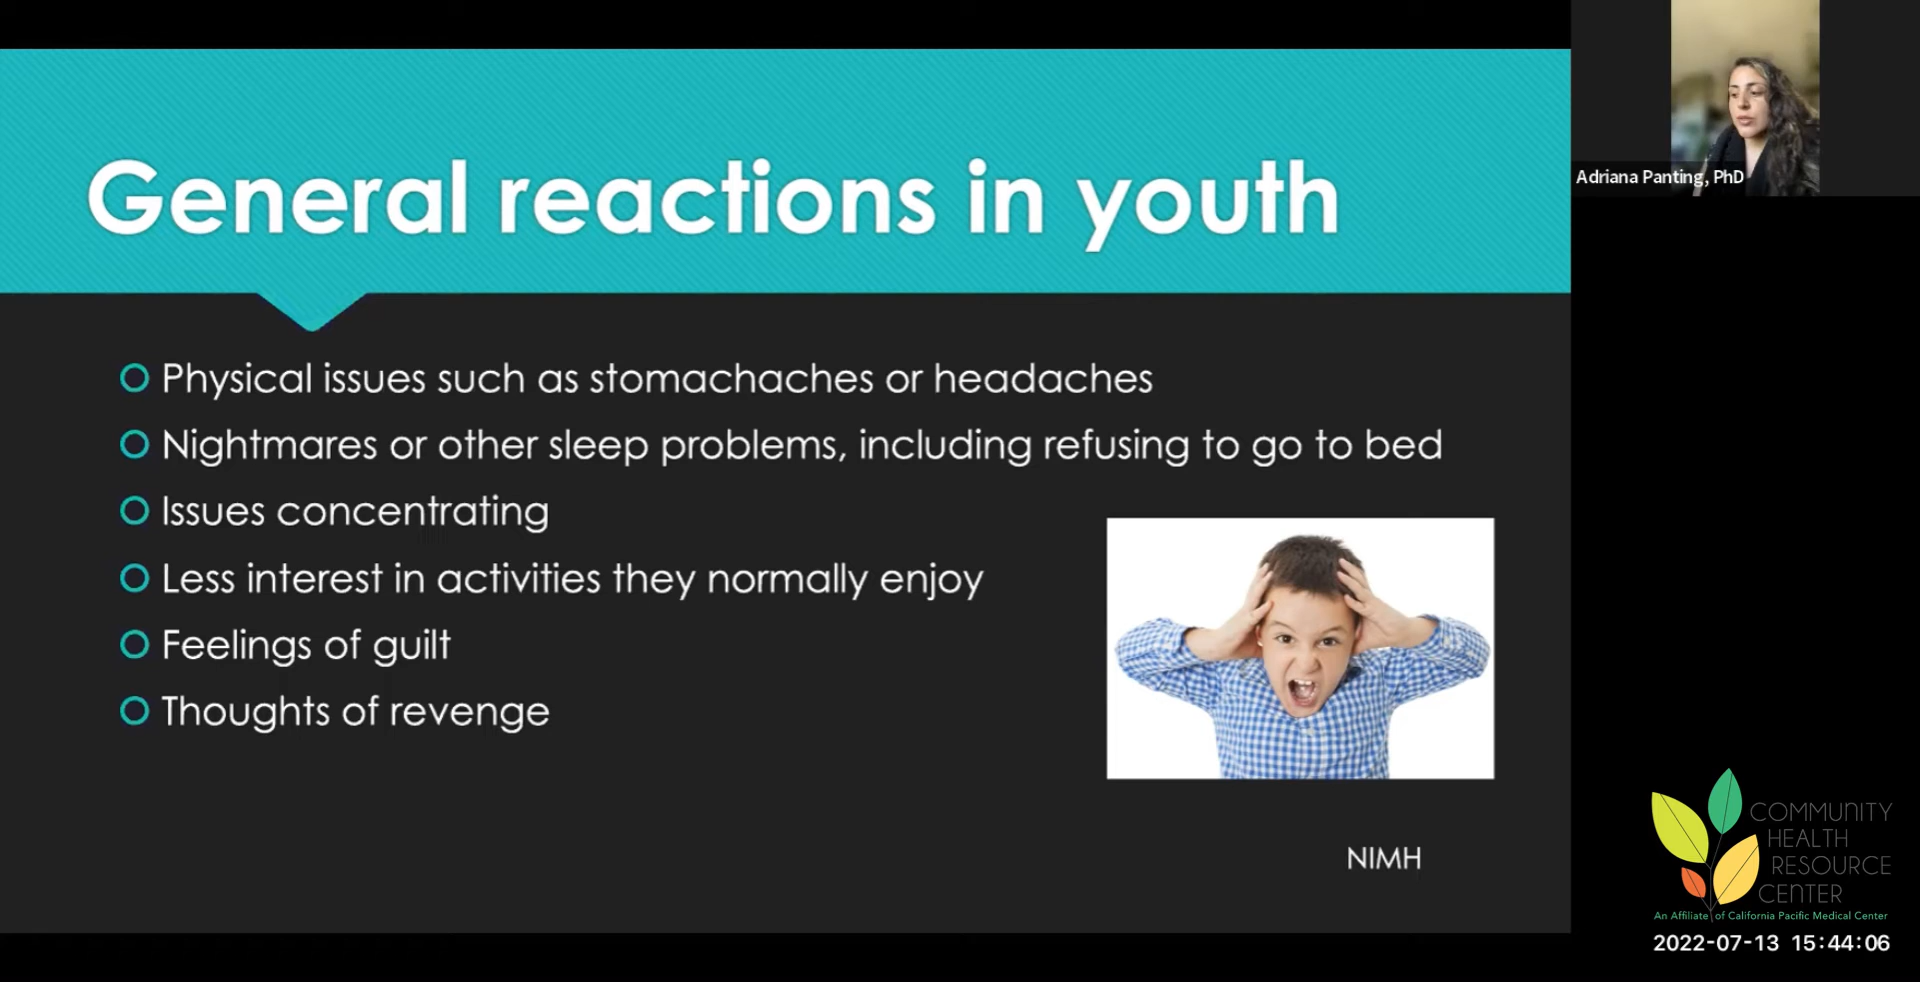 General reactions in youth
Physical issues such as stomachaches or headaches
Nightmares or other sleep problems, including refusing to go to bed
Issues concentrating
Less interest in activities they normally enjoy
Feelings of guilt
Thoughts of revenge
NIMH
Adriana Panting, PhD
COMMUNITY
HEALTH
RESOURCE
CENTER
An Affiliate of California Pacific Medical Center
2022-07-13 15:44:06